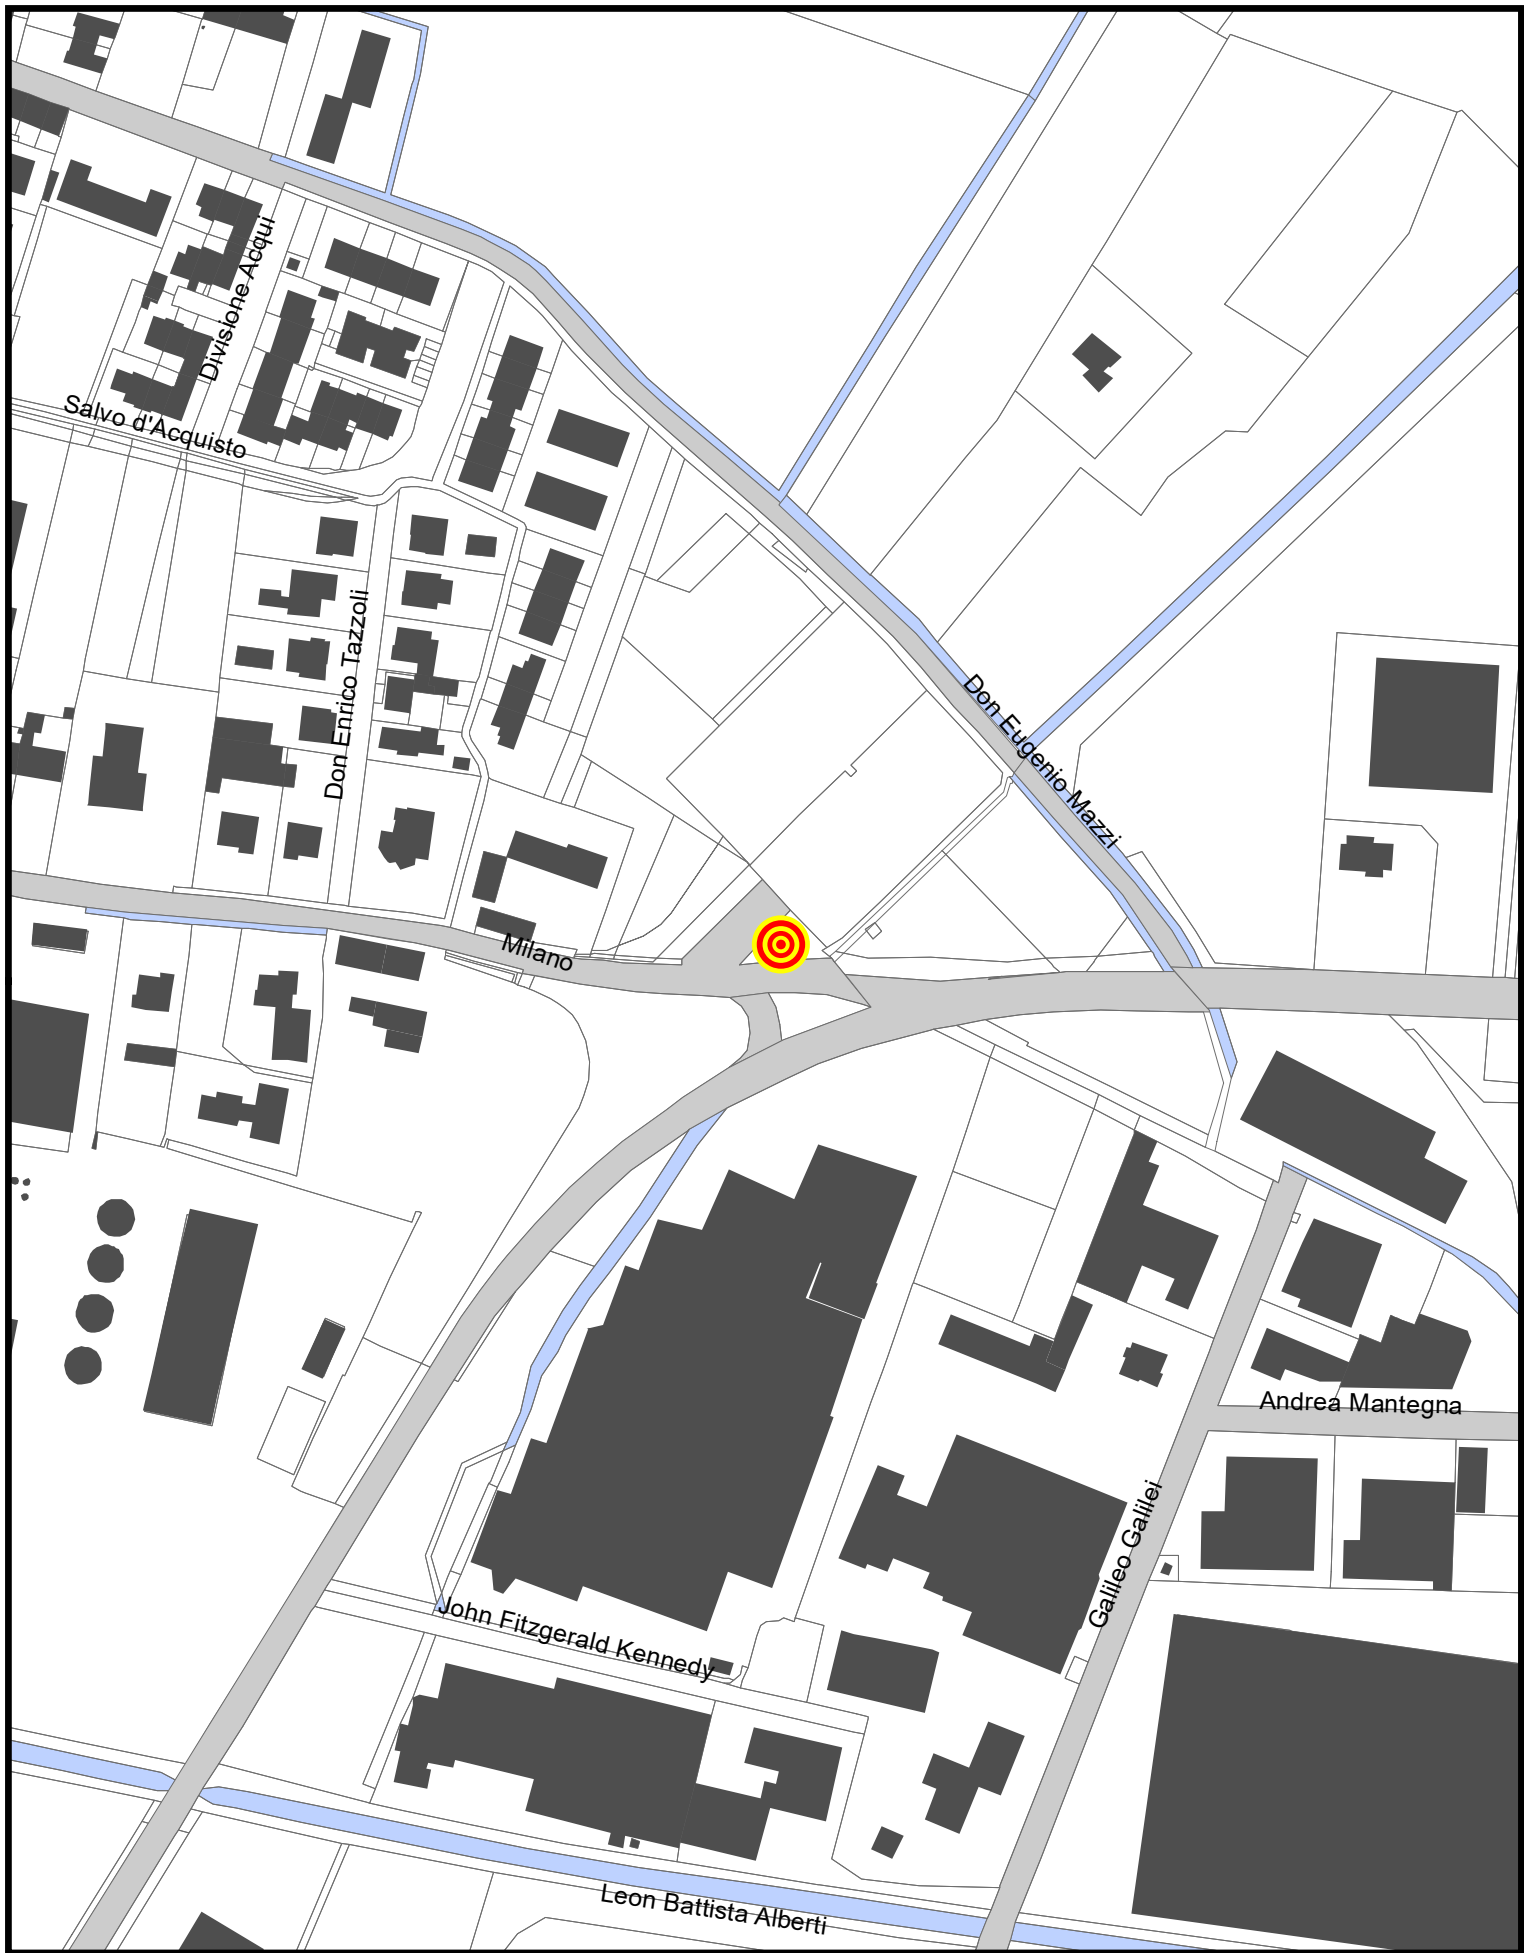 Divisione Acqui
Salvo d'Acquisto
Don Enrico Tazzoli
Don Eugenio Mazzi
Milano
Andrea Mantegna
Galileo Galilei
John Fitzgerald Kennedy
Leon Battista Alberti